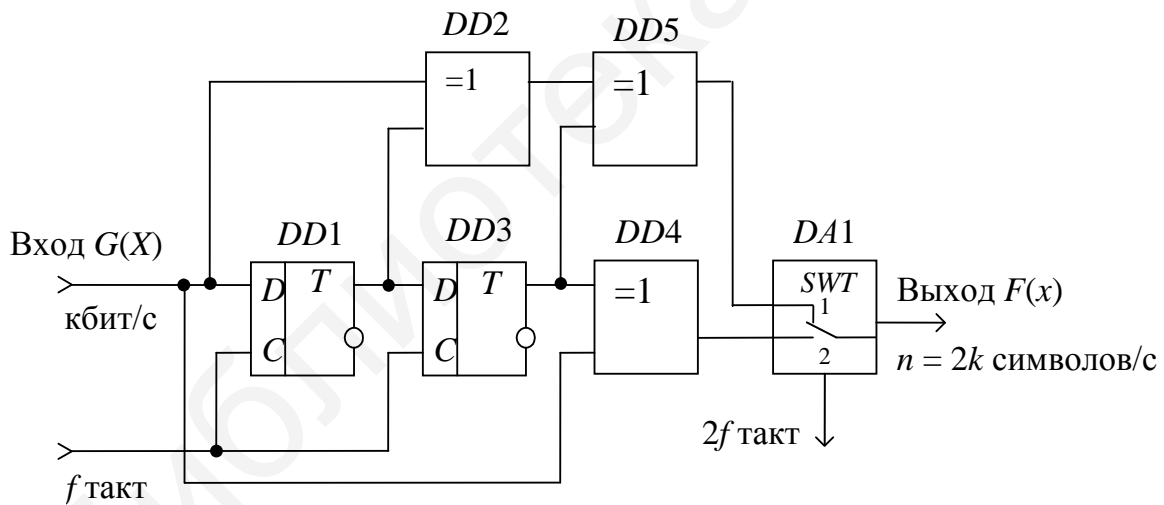 DD2
DD5
=1
=1
Вход G(X)
DD1
DD3
DD4
DA1
D
T
D
T
=1
SWT
Выход F(x)
кбит/с
1
C
C
2
n = 2k символов/с
2f такт
f такт
библиотека